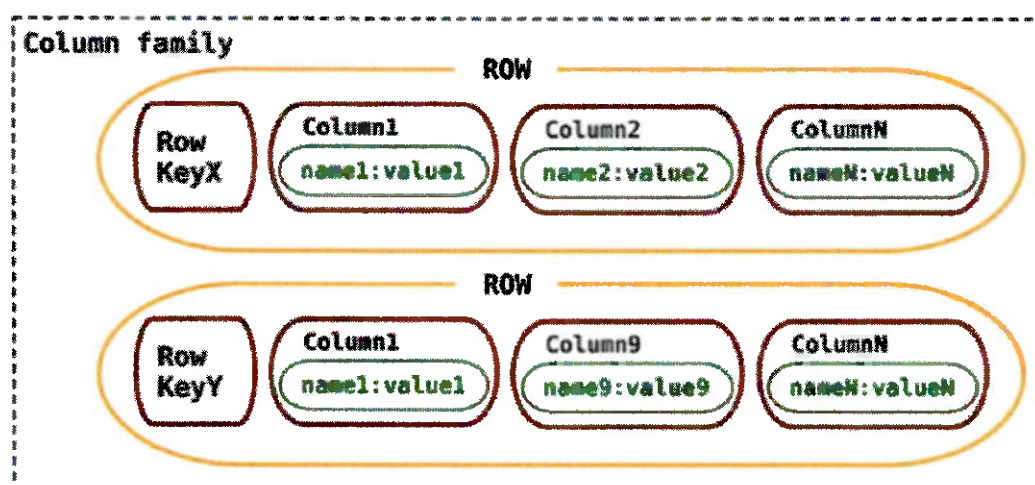 Column family
ROW
Row KeyX
Column1
name1:value1
Column2
name2:value2
ColumnN
nameN:valueN
ROW
Row KeyY
Column1
name1:value1
Column9
name9:value9
ColumnN
nameN:valueN